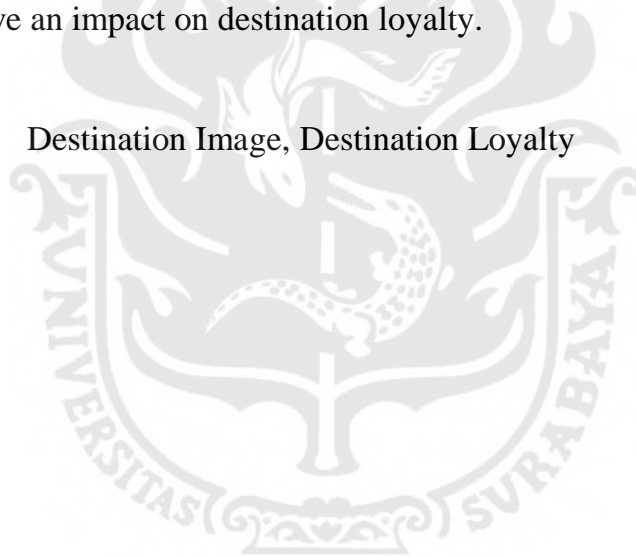 ve an impact on destination loyalty.
Destination Image, Destination Loyalty
UNIVERSITAS SURABAYA